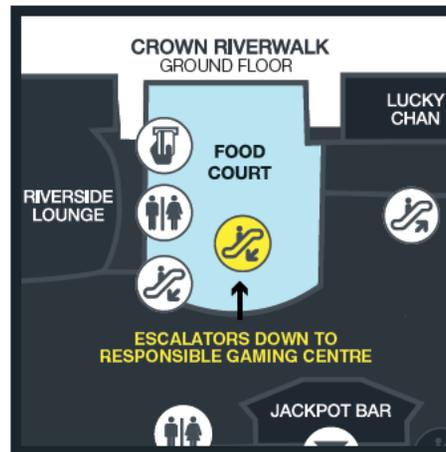 CROWN RIVERWALK
GROUND FLOOR
LUCKY
CHAN
FOOD
COURT
RIVERSIDE
LOUNGE
ESCALATORS DOWN TO
RESPONSIBLE GAMING CENTRE
JACKPOT BAR